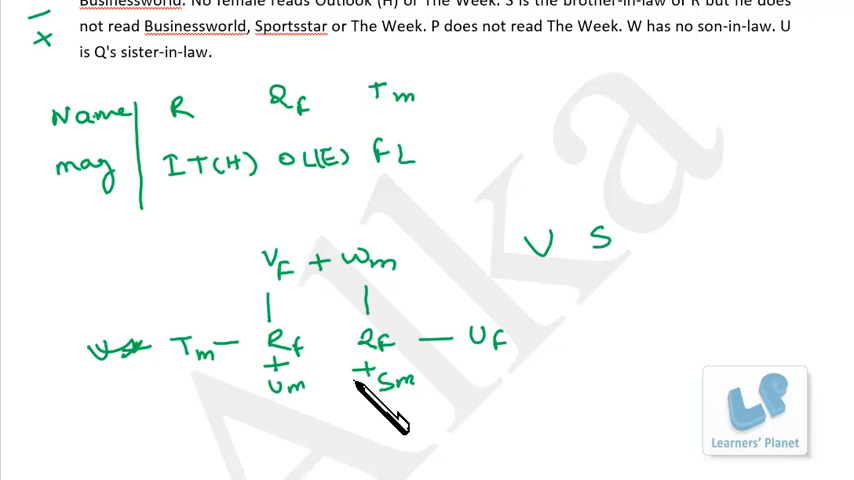 Businessworld. No female reads Outlook (H) or The Week. S is the brother-in-law of R but he does
not read Businessworld, Sportsstar or The Week. P does not read The Week. W has no son-in-law. U
is Q's sister-in-law.
Name R Qf Tm
mag IT(H) OL(E) FL
V S
VF + Wm
Tm — Rf QF — UF
+ +
Um Sm
Alka
LP
Learners' Planet